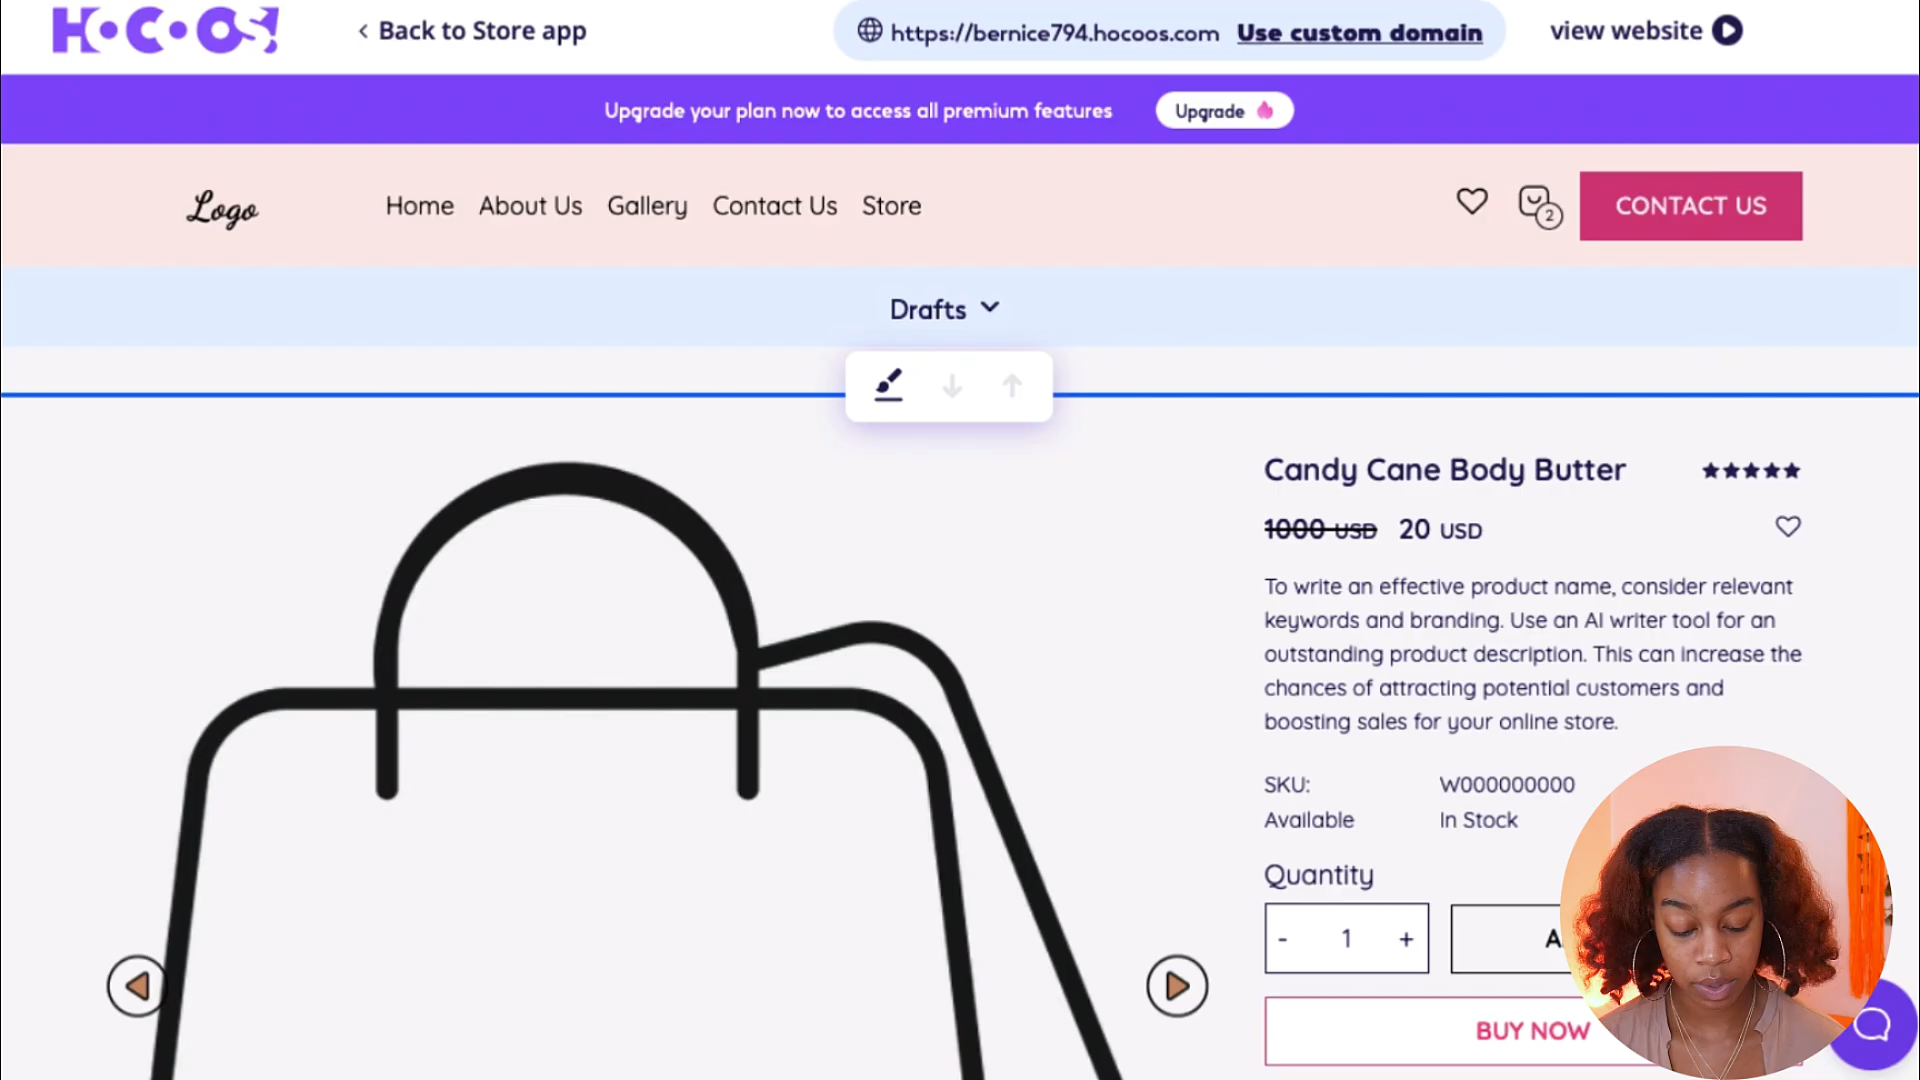 HOCOOS!
Back to Store app
https://bernice794.hocoos.com Use custom domain
view website
Upgrade your plan now to access all premium features
Upgrade
Logo
Home About Us Gallery Contact Us Store
2
CONTACT US
Drafts
Candy Cane Body Butter
1000 USD 20 USD
To write an effective product name, consider relevant
keywords and branding. Use an AI writer tool for an
outstanding product description. This can increase the
chances of attracting potential customers and
boosting sales for your online store.
SKU: W000000000
Available In Stock
Quantity
- 1 +
BUY NOW